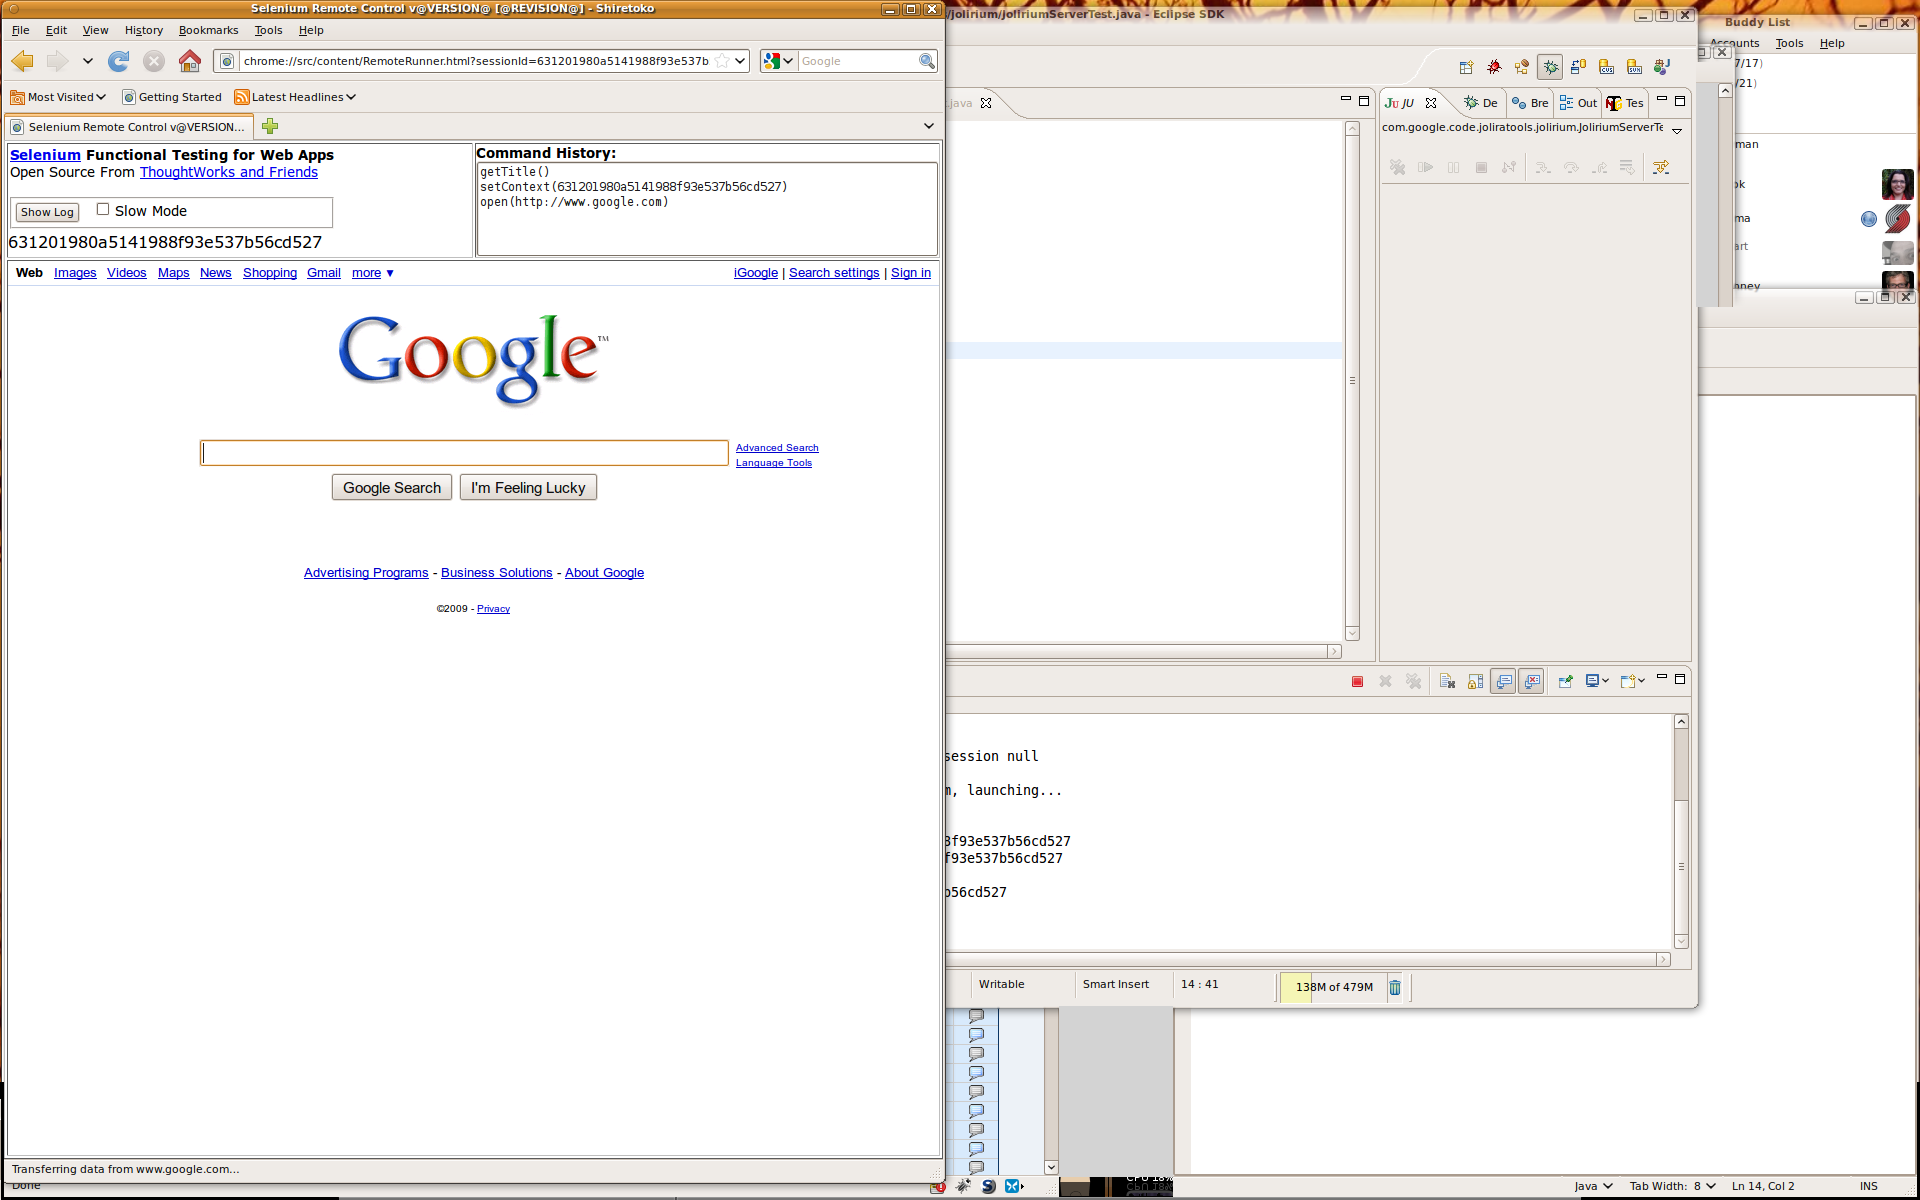 Selenium Remote Control v@VERSION@ [@REVISION@] - Shiretoko
File Edit View History Bookmarks Tools Help
chrome://src/content/RemoteRunner.html?sessionId=631201980a5141988f93e537b
Google
Most Visited Getting Started Latest Headlines
Selenium Remote Control v@VERSION...
Selenium Functional Testing for Web Apps
Open Source From ThoughtWorks and Friends
Show Log Slow Mode
631201980a5141988f93e537b56cd527
Command History:
getTitle()
setContext(631201980a5141988f93e537b56cd527)
open(http://www.google.com)
Web Images Videos Maps News Shopping Gmail more ▼
iGoogle | Search settings | Sign in
Google™
Advanced Search
Language Tools
Google Search I'm Feeling Lucky
Advertising Programs - Business Solutions - About Google
©2009 - Privacy
Transferring data from www.google.com...
Done
/jolirium/JoliriumServerTest.java - Eclipse SDK
.java
JU JU De Bre Out Tes
com.google.code.joliratools.jolirium.JoliriumServerTe
session null
n, launching...
8f93e537b56cd527
f93e537b56cd527
b56cd527
Writable Smart Insert 14 : 41 138M of 479M
Buddy List
Accounts Tools Help
7/17)
/21)
man
ok
ma
art
nney
Java Tab Width: 8 Ln 14, Col 2 INS